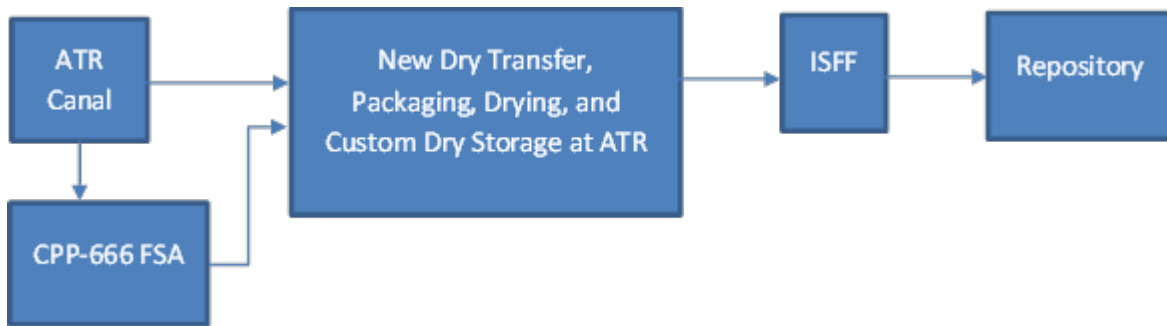 ATR
Canal
New Dry Transfer,
Packaging, Drying, and
Custom Dry Storage at ATR
ISFF
Repository
CPP-666 FSA